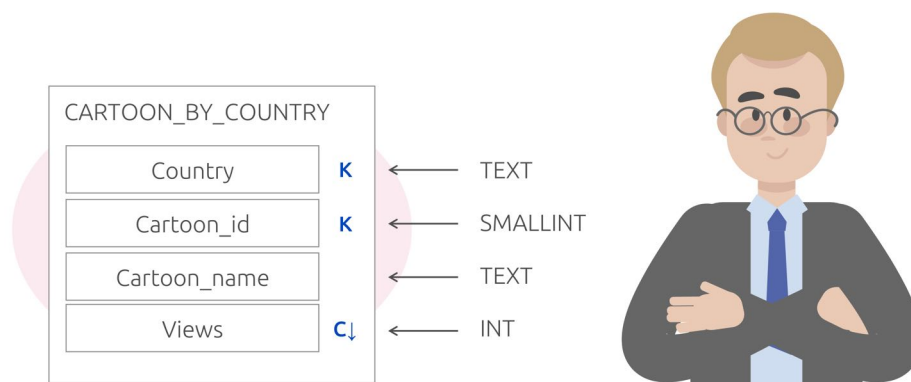 CARTOON_BY_COUNTRY
Country K ← TEXT
Cartoon_id K ← SMALLINT
Cartoon_name ← TEXT
Views C↓ ← INT